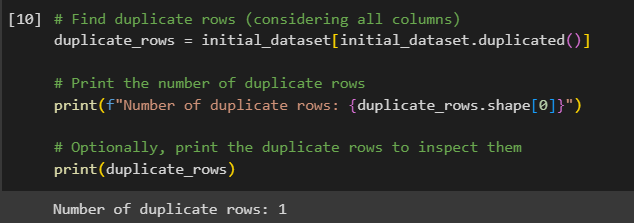 [10] # Find duplicate rows (considering all columns)
duplicate_rows = initial_dataset[initial_dataset.duplicated()]
# Print the number of duplicate rows
print(f"Number of duplicate rows: {duplicate_rows.shape[0]}")
# Optionally, print the duplicate rows to inspect them
print(duplicate_rows)
Number of duplicate rows: 1